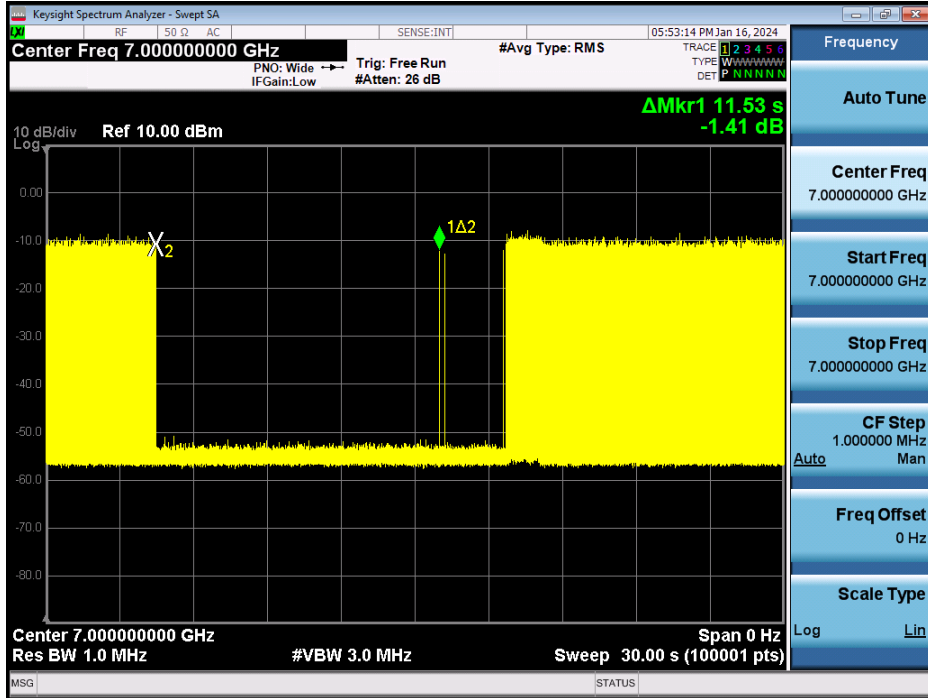 Keysight Spectrum Analyzer - Swept SA
LXI RF 50 Ω AC SENSE:INT 05:53:14 PM Jan 16, 2024
Center Freq 7.000000000 GHz
PNO: Wide
IFGain:Low
Trig: Free Run
#Atten: 26 dB
#Avg Type: RMS
TRACE 1 2 3 4 5 6
TYPE WWWWWWW
DET P N N N N N
ΔMkr1 11.53 s
-1.41 dB
10 dB/div Ref 10.00 dBm
Log
0.00
-10.0
-20.0
-30.0
-40.0
-50.0
-60.0
-70.0
-80.0
X2
1Δ2
Center 7.000000000 GHz Span 0 Hz
Res BW 1.0 MHz #VBW 3.0 MHz Sweep 30.00 s (100001 pts)
MSG STATUS
Frequency
Auto Tune
Center Freq
7.000000000 GHz
Start Freq
7.000000000 GHz
Stop Freq
7.000000000 GHz
CF Step
1.000000 MHz
Auto Man
Freq Offset
0 Hz
Scale Type
Log Lin